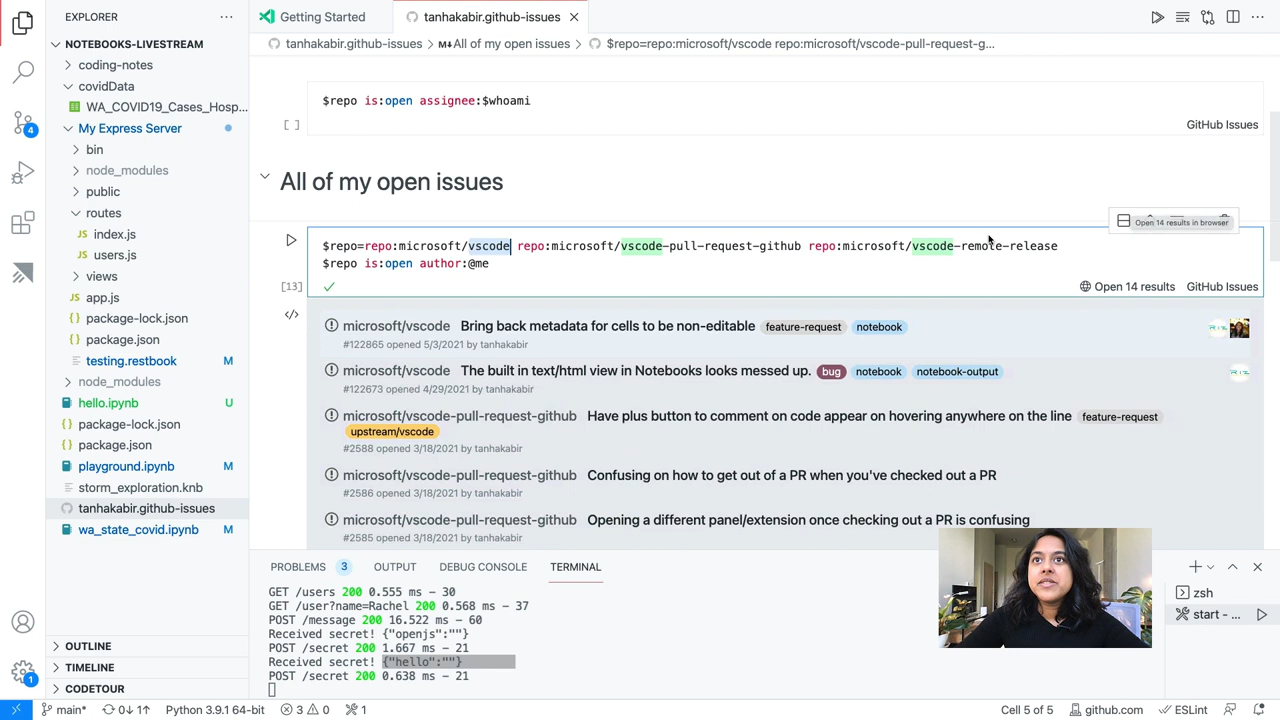 EXPLORER
NOTEBOOKS-LIVESTREAM
coding-notes
covidData
WA_COVID19_Cases_Hosp...
My Express Server
bin
node_modules
public
routes
JS index.js
JS users.js
views
JS app.js
{} package-lock.json
{} package.json
testing.restbook M
node_modules
hello.ipynb U
package-lock.json
package.json
playground.ipynb M
storm_exploration.knb
tanhakabir.github-issues
wa_state_covid.ipynb M
OUTLINE
TIMELINE
CODETOUR
4
1
Getting Started
tanhakabir.github-issues
tanhakabir.github-issues > M↓All of my open issues > $repo=repo:microsoft/vscode repo:microsoft/vscode-pull-request-g...
$repo is:open assignee:$whoami
[ ]
GitHub Issues
All of my open issues
Open 14 results in browser
$repo=repo:microsoft/vscode repo:microsoft/vscode-pull-request-github repo:microsoft/vscode-remote-release
$repo is:open author:@me
[13]
Open 14 results GitHub Issues
microsoft/vscode Bring back metadata for cells to be non-editable feature-request notebook
#122865 opened 5/3/2021 by tanhakabir
microsoft/vscode The built in text/html view in Notebooks looks messed up. bug notebook notebook-output
#122673 opened 4/29/2021 by tanhakabir
microsoft/vscode-pull-request-github Have plus button to comment on code appear on hovering anywhere on the line feature-request
upstream/vscode
#2588 opened 3/18/2021 by tanhakabir
microsoft/vscode-pull-request-github Confusing on how to get out of a PR when you've checked out a PR
#2586 opened 3/18/2021 by tanhakabir
microsoft/vscode-pull-request-github Opening a different panel/extension once checking out a PR is confusing
#2585 opened 3/18/2021 by tanhakabir
PROBLEMS 3 OUTPUT DEBUG CONSOLE TERMINAL
GET /users 200 0.555 ms - 30
GET /user?name=Rachel 200 0.568 ms - 37
POST /message 200 16.522 ms - 60
Received secret! {"openjs":""}
POST /secret 200 1.667 ms - 21
Received secret! {"hello":""}
POST /secret 200 0.638 ms - 21
zsh
start - ...
main* 0↓ 1↑ Python 3.9.1 64-bit 3 0 1
Cell 5 of 5 github.com ESLint